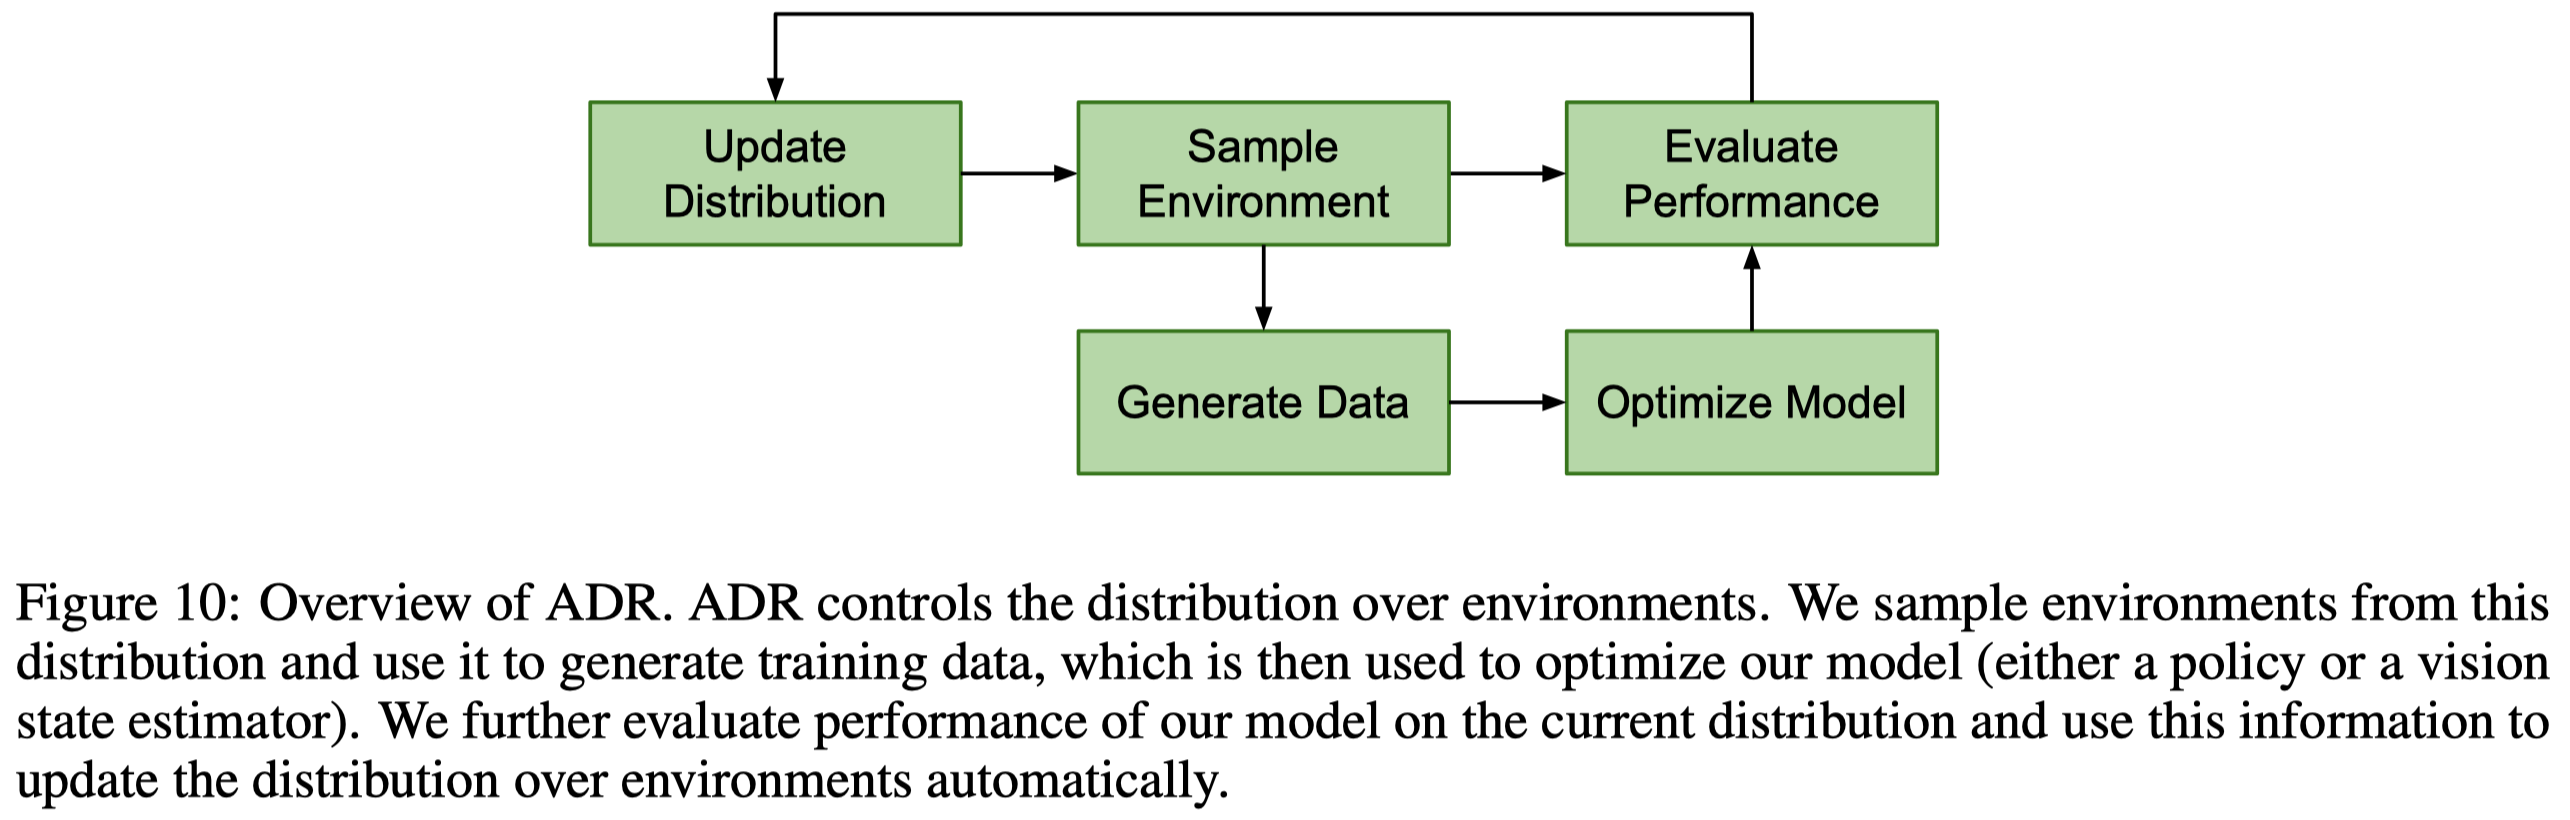 Update
Distribution
Sample
Environment
Evaluate
Performance
Generate Data
Optimize Model
Figure 10: Overview of ADR. ADR controls the distribution over environments. We sample environments from this
distribution and use it to generate training data, which is then used to optimize our model (either a policy or a vision
state estimator). We further evaluate performance of our model on the current distribution and use this information to
update the distribution over environments automatically.